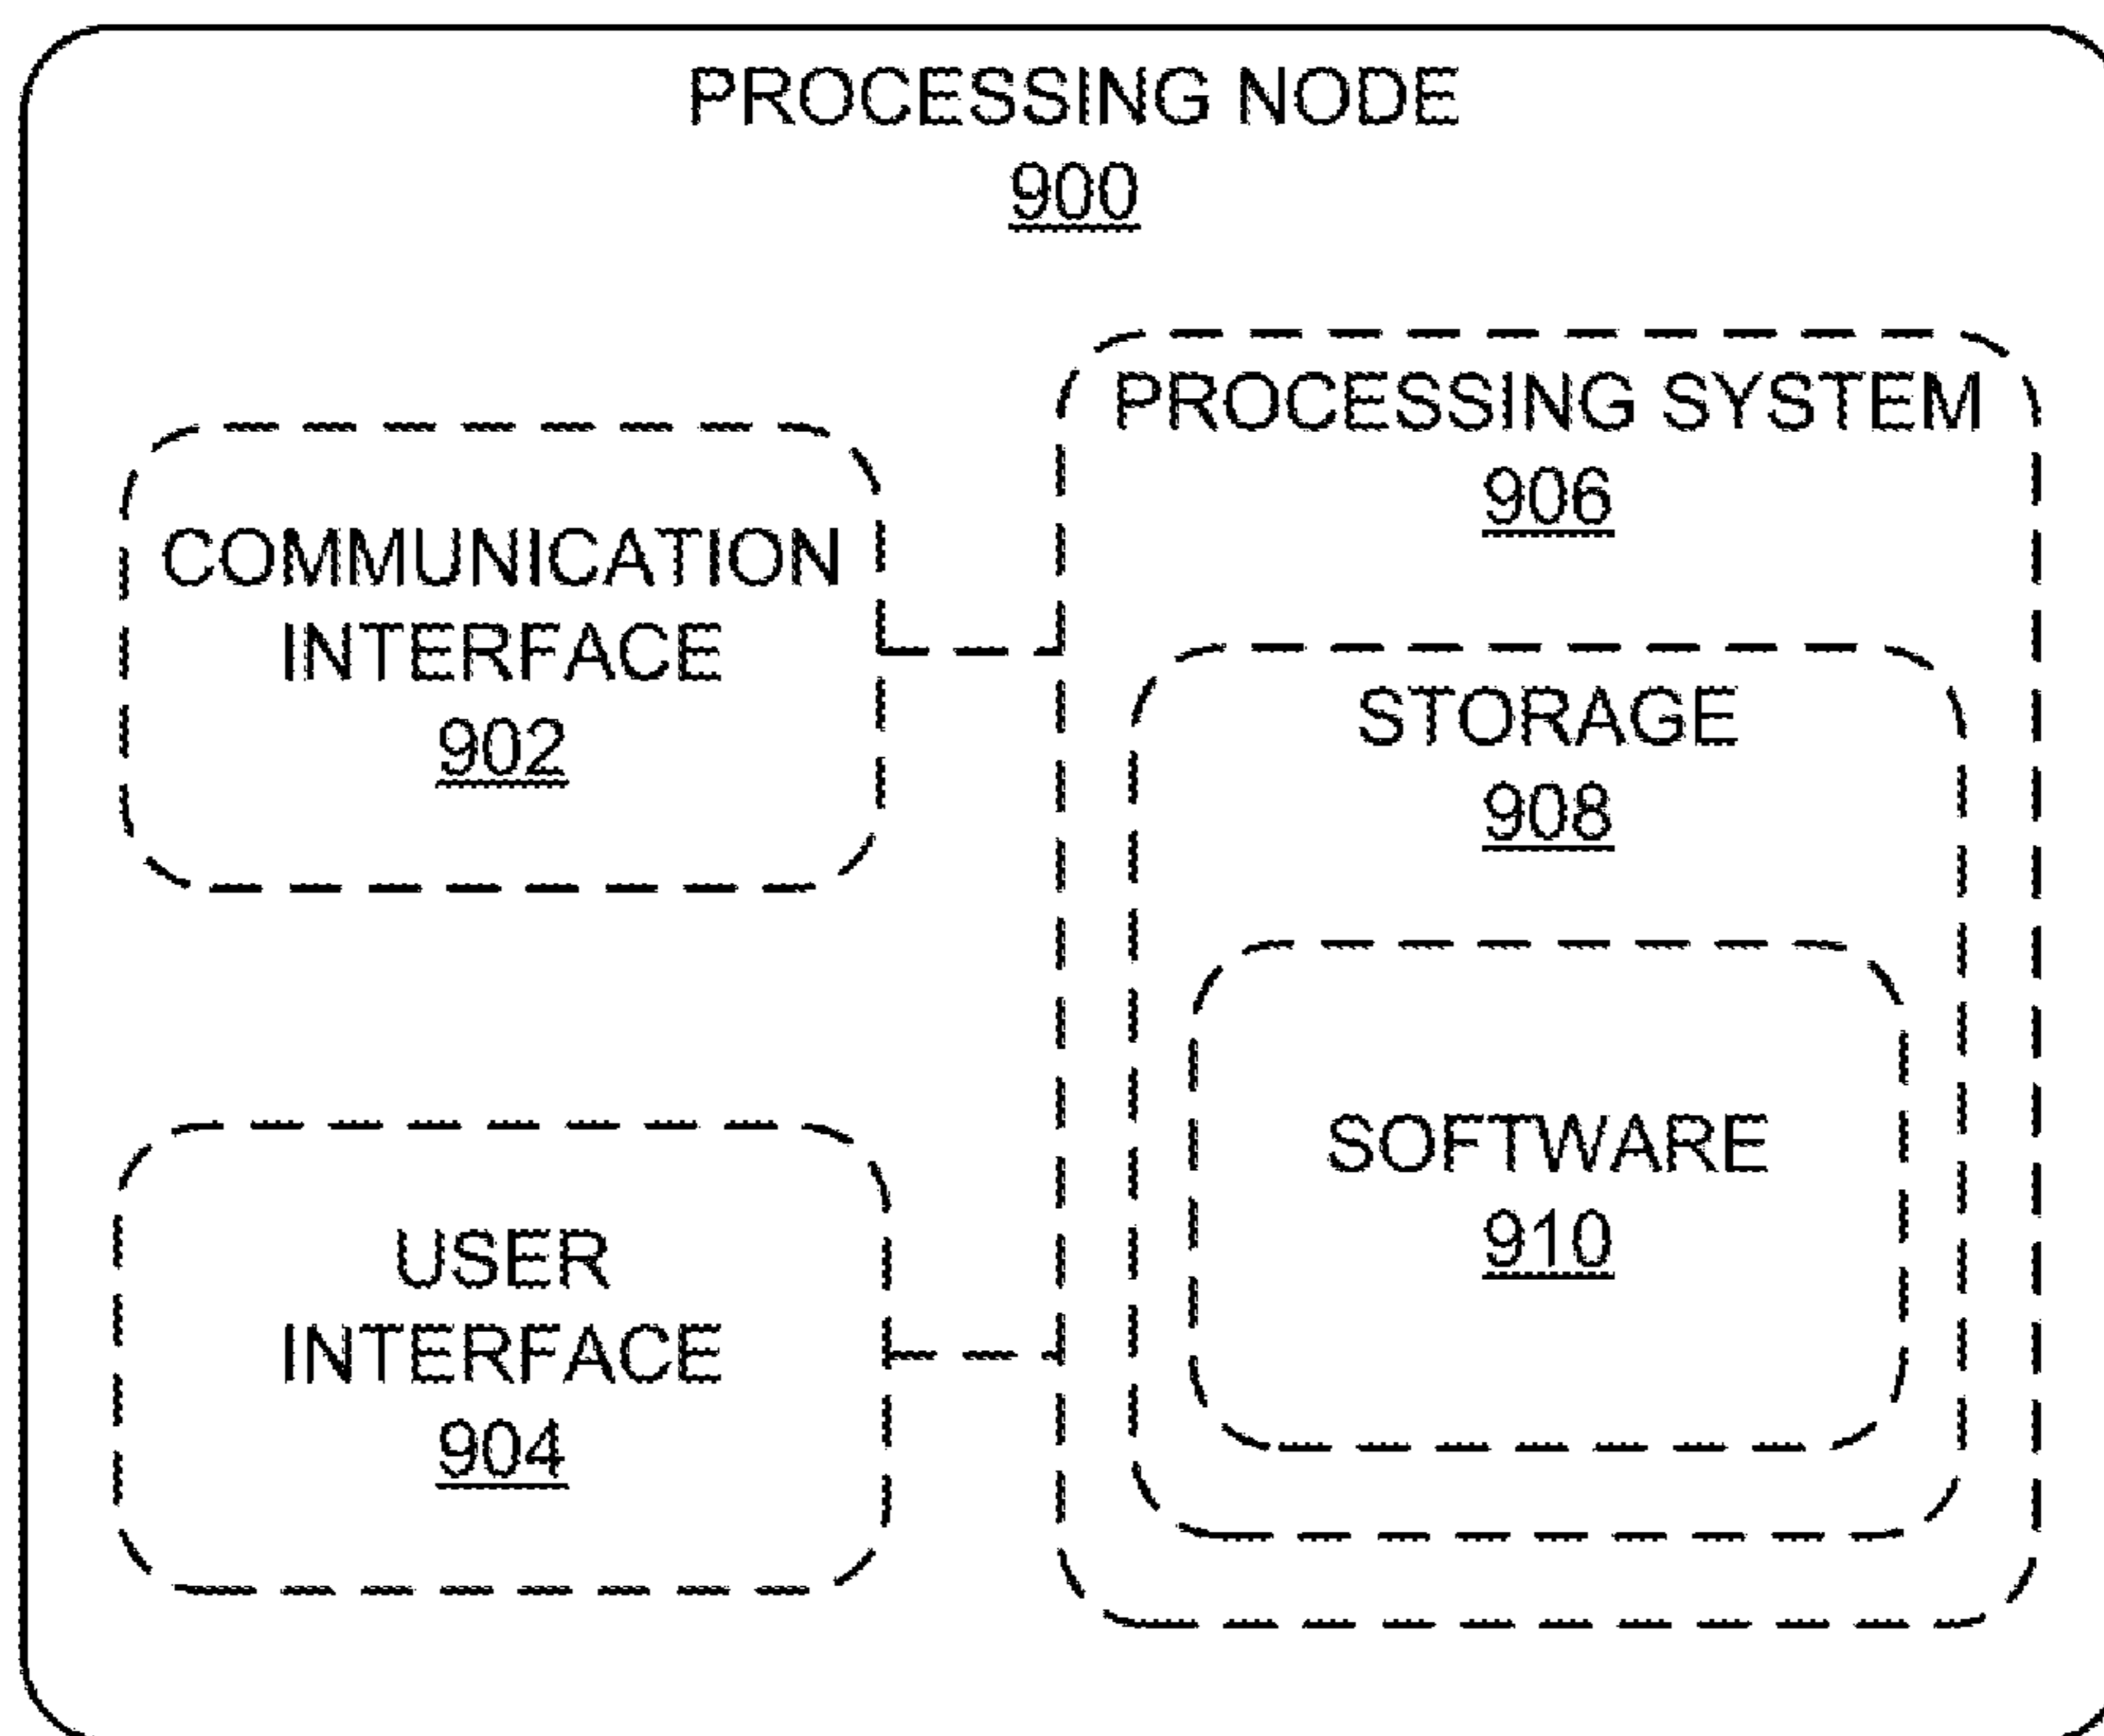 PROCESSING NODE
900
PROCESSING SYSTEM
906
COMMUNICATION
INTERFACE
902
STORAGE
908
SOFTWARE
910
USER
INTERFACE
904